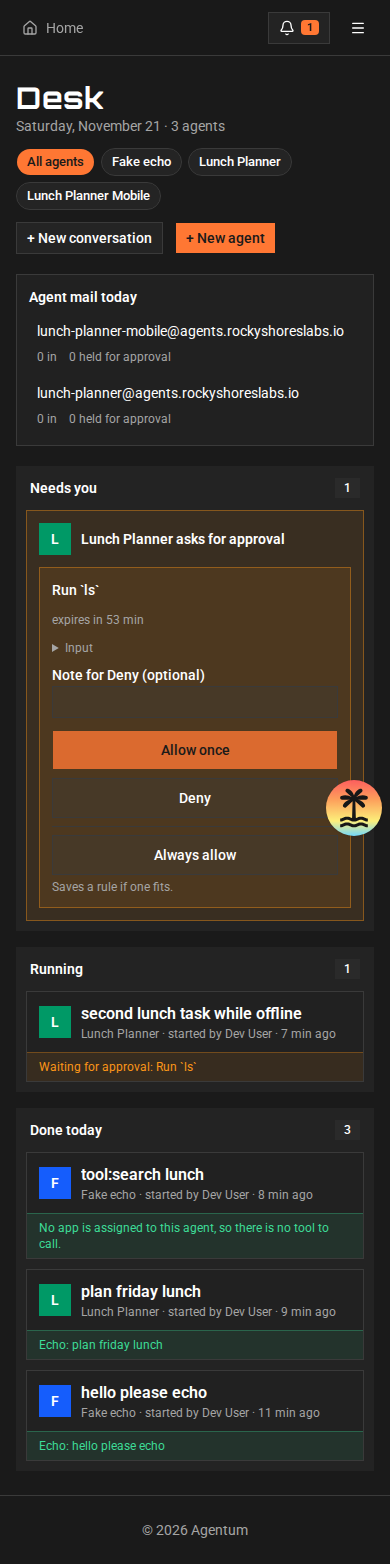 Home
1
Desk
Saturday, November 21 · 3 agents
All agents
Fake echo
Lunch Planner
Lunch Planner Mobile
+ New conversation
+ New agent
Agent mail today
lunch-planner-mobile@agents.rockyshoreslabs.io
0 in 0 held for approval
lunch-planner@agents.rockyshoreslabs.io
0 in 0 held for approval
Needs you 1
L Lunch Planner asks for approval
Run `ls`
expires in 53 min
Input
Note for Deny (optional)
Allow once
Deny
Always allow
Saves a rule if one fits.
Running 1
L second lunch task while offline
Lunch Planner · started by Dev User · 7 min ago
Waiting for approval: Run `ls`
Done today 3
F tool:search lunch
Fake echo · started by Dev User · 8 min ago
No app is assigned to this agent, so there is no tool to
call.
L plan friday lunch
Lunch Planner · started by Dev User · 9 min ago
Echo: plan friday lunch
F hello please echo
Fake echo · started by Dev User · 11 min ago
Echo: hello please echo
© 2026 Agentum